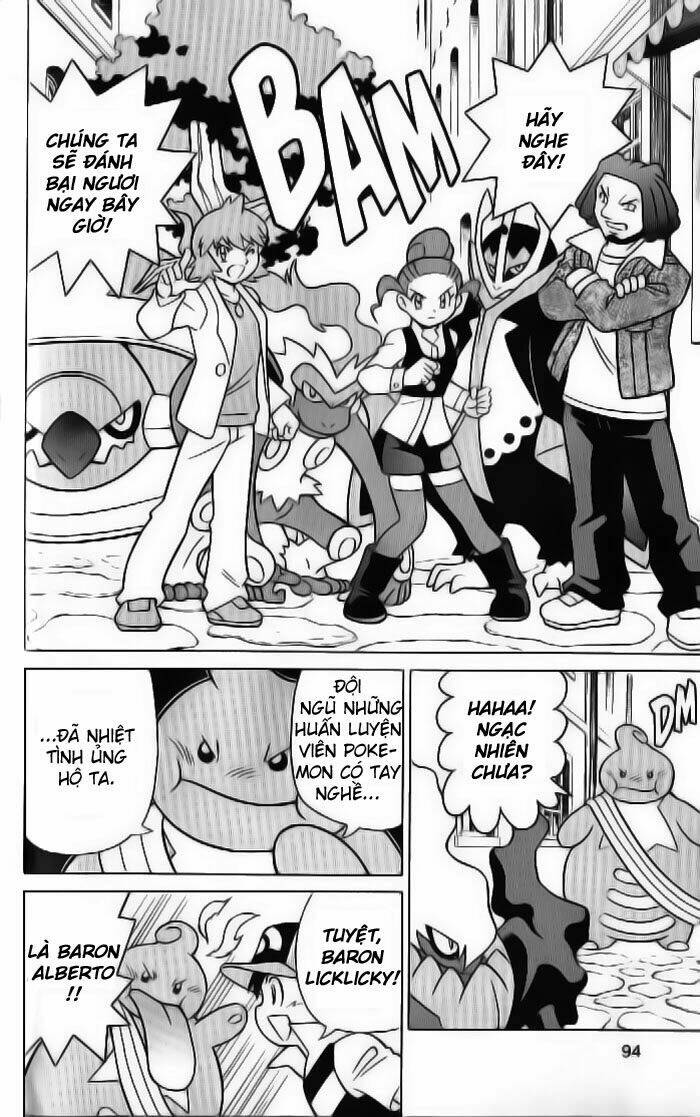 BAM
HÃY
NGHE
ĐÂY!
CHÚNG TA
SẼ ĐÁNH
BẠI NGƯƠI
NGAY BÂY
GIỜ!
DM
HAHAA!
NGẠC
NHIÊN
CHƯA?
ĐỘI
NGŨ NHỮNG
HUẤN LUYỆN
VIÊN POKE-
MON CÓ TAY
NGHỀ...
...ĐÃ NHIỆT
TÌNH ỦNG
HỘ TA.
TUYỆT,
BARON
LICKLICKY!
LÀ BARON
ALBERTO
!!
94